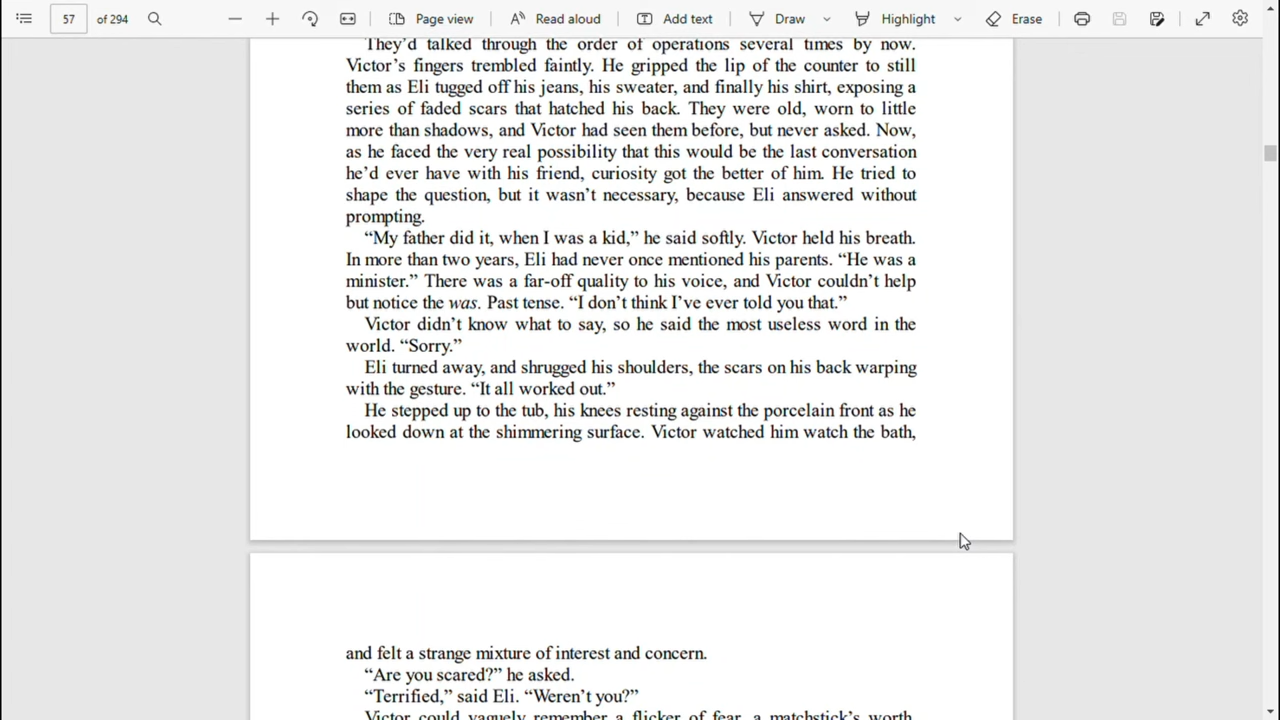 57 of 294 Page view Read aloud Add text Draw Highlight Erase
They’d talked through the order of operations several times by now.
Victor’s fingers trembled faintly. He gripped the lip of the counter to still
them as Eli tugged off his jeans, his sweater, and finally his shirt, exposing a
series of faded scars that hatched his back. They were old, worn to little
more than shadows, and Victor had seen them before, but never asked. Now,
as he faced the very real possibility that this would be the last conversation
he’d ever have with his friend, curiosity got the better of him. He tried to
shape the question, but it wasn’t necessary, because Eli answered without
prompting.
“My father did it, when I was a kid,” he said softly. Victor held his breath.
In more than two years, Eli had never once mentioned his parents. “He was a
minister.” There was a far-off quality to his voice, and Victor couldn’t help
but notice the was. Past tense. “I don’t think I’ve ever told you that.”
Victor didn’t know what to say, so he said the most useless word in the
world. “Sorry.”
Eli turned away, and shrugged his shoulders, the scars on his back warping
with the gesture. “It all worked out.”
He stepped up to the tub, his knees resting against the porcelain front as he
looked down at the shimmering surface. Victor watched him watch the bath,
and felt a strange mixture of interest and concern.
“Are you scared?” he asked.
“Terrified,” said Eli. “Weren’t you?”
Victor could vaguely remember a flicker of fear, a matchstick’s worth,